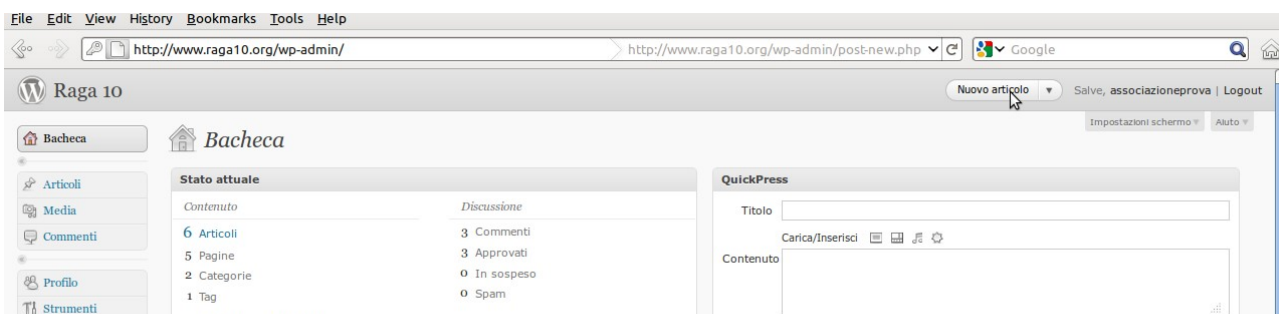 File Edit View History Bookmarks Tools Help
http://www.raga10.org/wp-admin/ http://www.raga10.org/wp-admin/post-new.php Google
Raga 10 Nuovo articolo Salve, associazioneprova | Logout
Impostazioni schermo Aiuto
Bacheca
Bacheca
Articoli
Media
Commenti
Profilo
Strumenti
Stato attuale
Contenuto Discussione
6 Articoli 3 Commenti
5 Pagine 3 Approvati
2 Categorie 0 In sospeso
1 Tag 0 Spam
QuickPress
Titolo
Carica/Inserisci
Contenuto